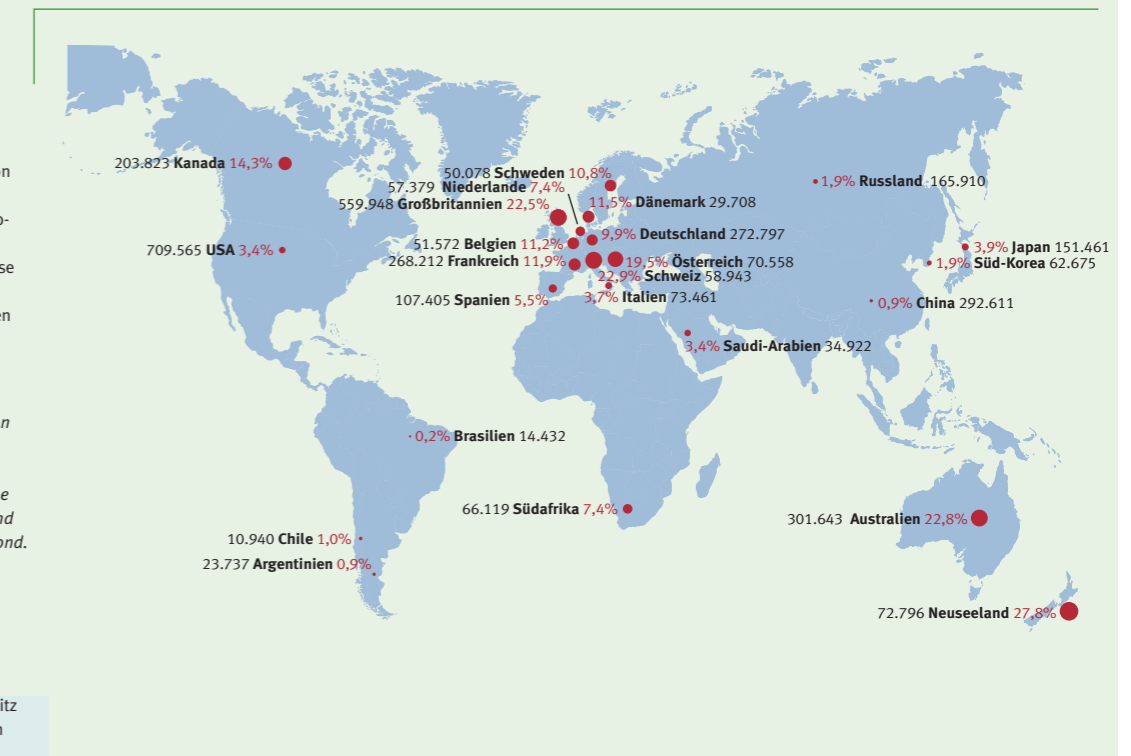 on
203.823 Kanada 14,3%
50.078 Schweden 10,8%
1,9% Russland 165.910
57.379 Niederlande 7,4%
559.948 Großbritannien 22,5%
11,5% Dänemark 29.708
9,9% Deutschland 272.797
709.565 USA 3,4%
51.572 Belgien 11,2%
3,9% Japan 151.461
268.212 Frankreich 11,9%
19,5% Österreich 70.558
1,9% Süd-Korea 62.675
se
22,9% Schweiz 58.943
107.405 Spanien 5,5%
3,7% Italien 73.461
0,9% China 292.611
en
3,4% Saudi-Arabien 34.922
n
0,2% Brasilien 14.432
e
66.119 Südafrika 7,4%
301.643 Australien 22,8%
nd
ond.
10.940 Chile 1,0%
23.737 Argentinien 0,9%
72.796 Neuseeland 27,8%
itz
n